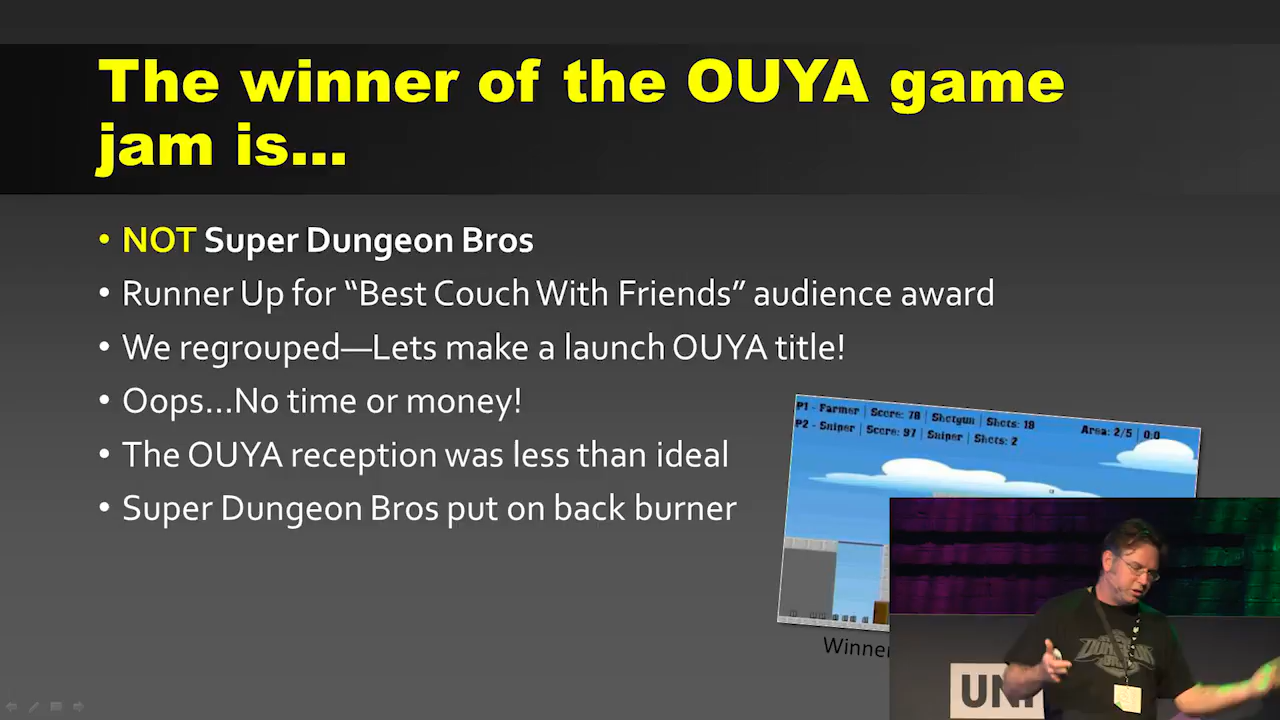 The winner of the OUYA game
jam is...
• NOT Super Dungeon Bros
• Runner Up for “Best Couch With Friends” audience award
• We regrouped—Lets make a launch OUYA title!
• Oops...No time or money!
• The OUYA reception was less than ideal
• Super Dungeon Bros put on back burner
P1 - Farmer | Score: 78 | Shotgun | Shots: 18
Area: 2/5 | 0:0
P2 - Sniper | Score: 97 | Sniper | Shots: 2
Winner
DUNGEON
UNI